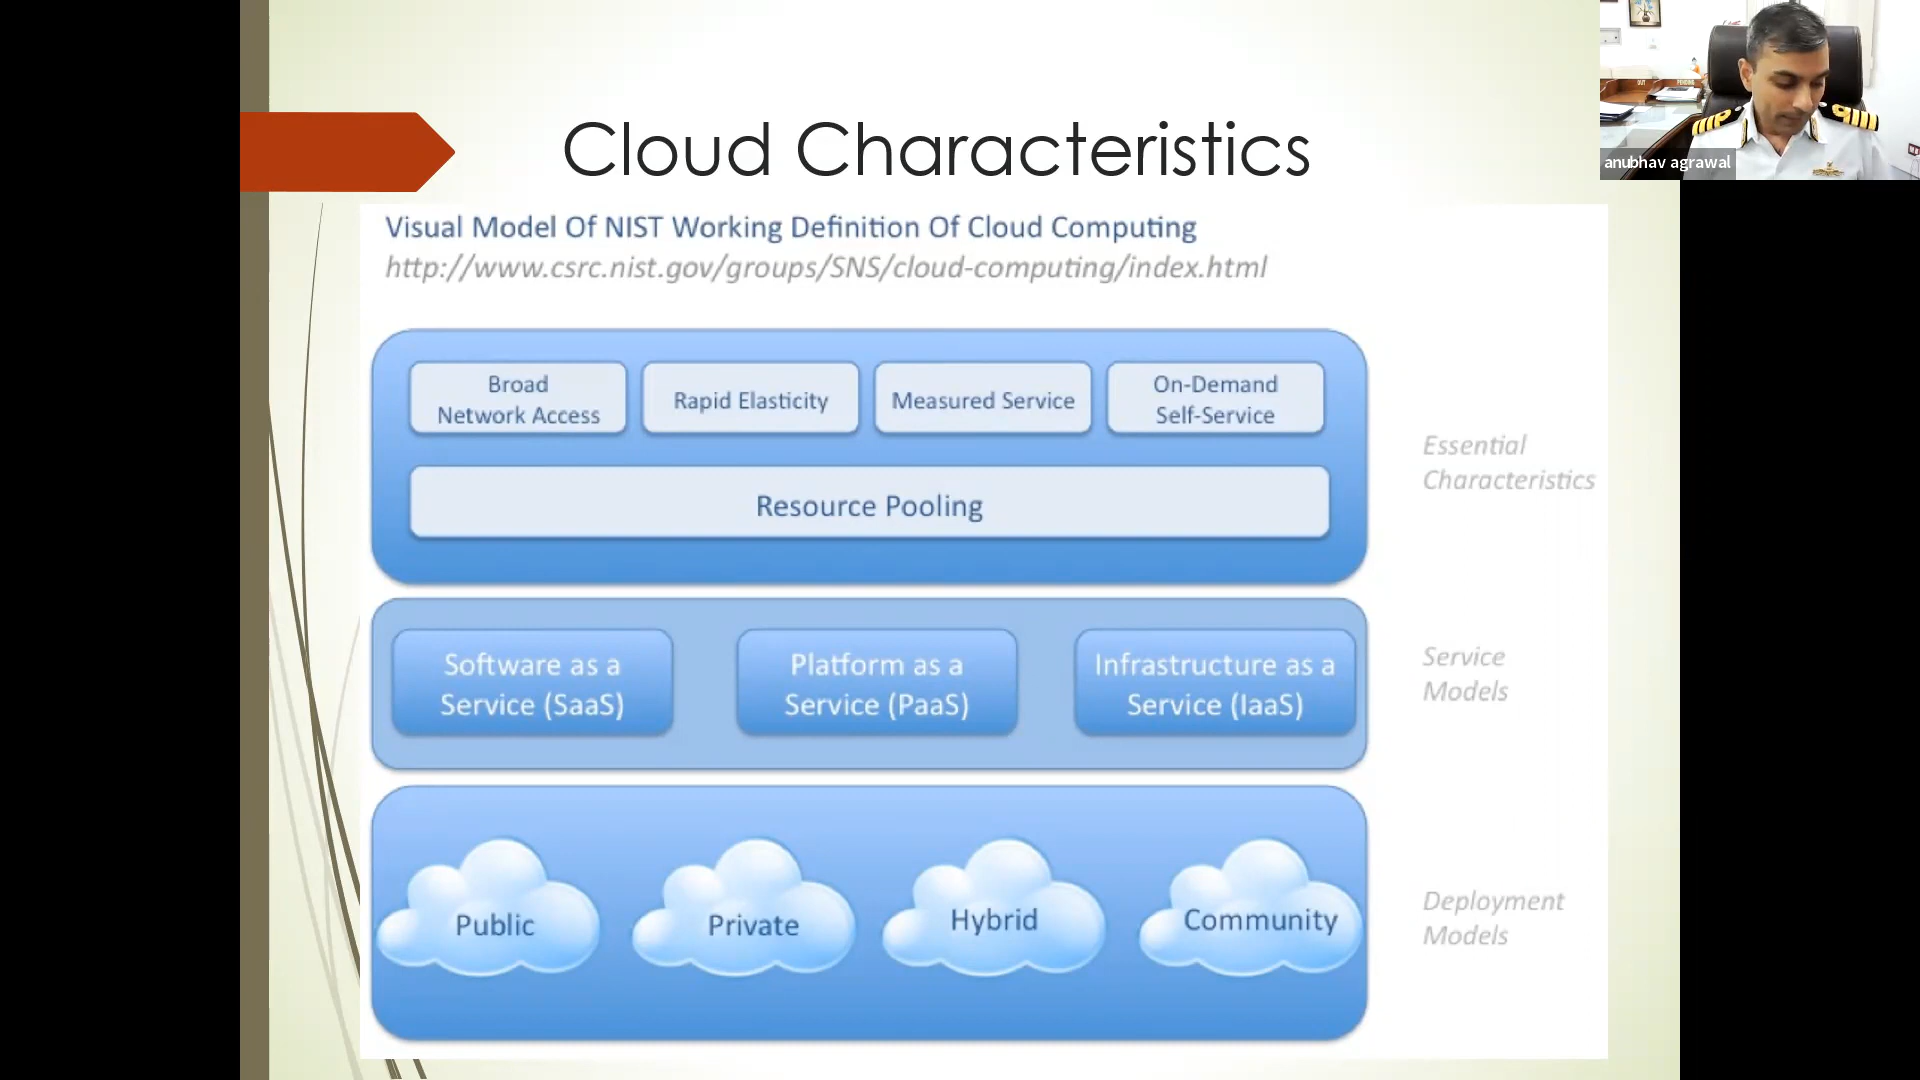 Cloud Characteristics
anubhav agrawal
Visual Model Of NIST Working Definition Of Cloud Computing
http://www.csrc.nist.gov/groups/SNS/cloud-computing/index.html
Broad
Network Access
Rapid Elasticity
Measured Service
On-Demand
Self-Service
Resource Pooling
Essential
Characteristics
Software as a
Service (SaaS)
Platform as a
Service (PaaS)
Infrastructure as a
Service (IaaS)
Service
Models
Public
Private
Hybrid
Community
Deployment
Models